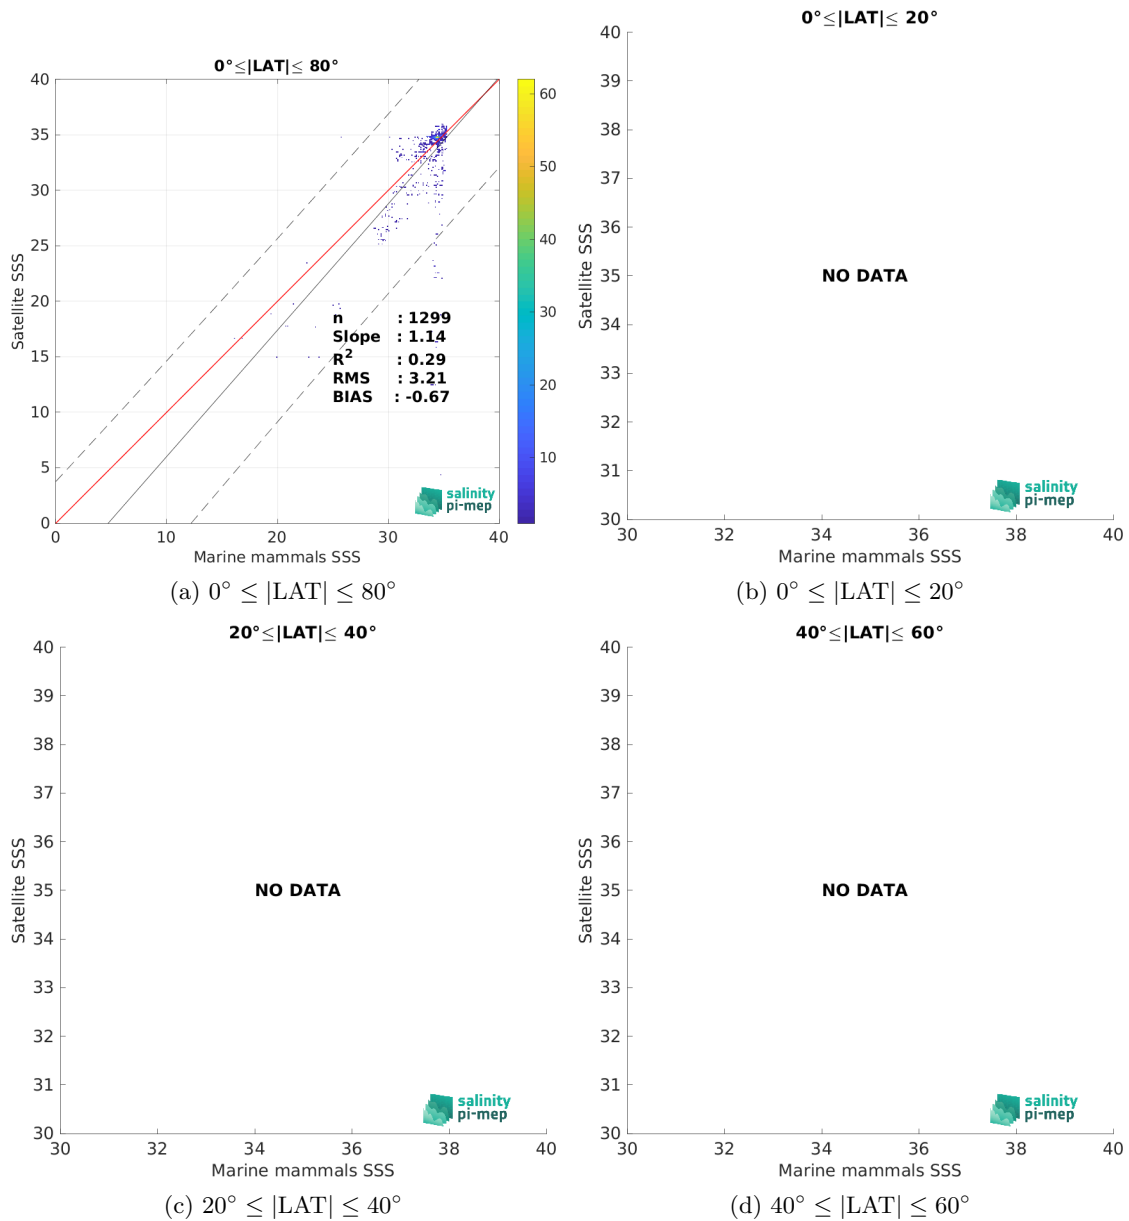 0°≤|LAT|≤ 80°
40
35
30
25
20
15
10
5
0
0
10
20
30
40
Satellite SSS
Marine mammals SSS
n : 1299
Slope : 1.14
R2 : 0.29
RMS : 3.21
BIAS : -0.67
salinity
pi-mep
60
50
40
30
20
10
(a) 0° ≤ |LAT| ≤ 80°
0°≤|LAT|≤ 20°
40
39
38
37
36
35
34
33
32
31
30
30
32
34
36
38
40
Satellite SSS
Marine mammals SSS
NO DATA
salinity
pi-mep
(b) 0° ≤ |LAT| ≤ 20°
20°≤|LAT|≤ 40°
40
39
38
37
36
35
34
33
32
31
30
30
32
34
36
38
40
Satellite SSS
Marine mammals SSS
NO DATA
salinity
pi-mep
(c) 20° ≤ |LAT| ≤ 40°
40°≤|LAT|≤ 60°
40
39
38
37
36
35
34
33
32
31
30
30
32
34
36
38
40
Satellite SSS
Marine mammals SSS
NO DATA
salinity
pi-mep
(d) 40° ≤ |LAT| ≤ 60°